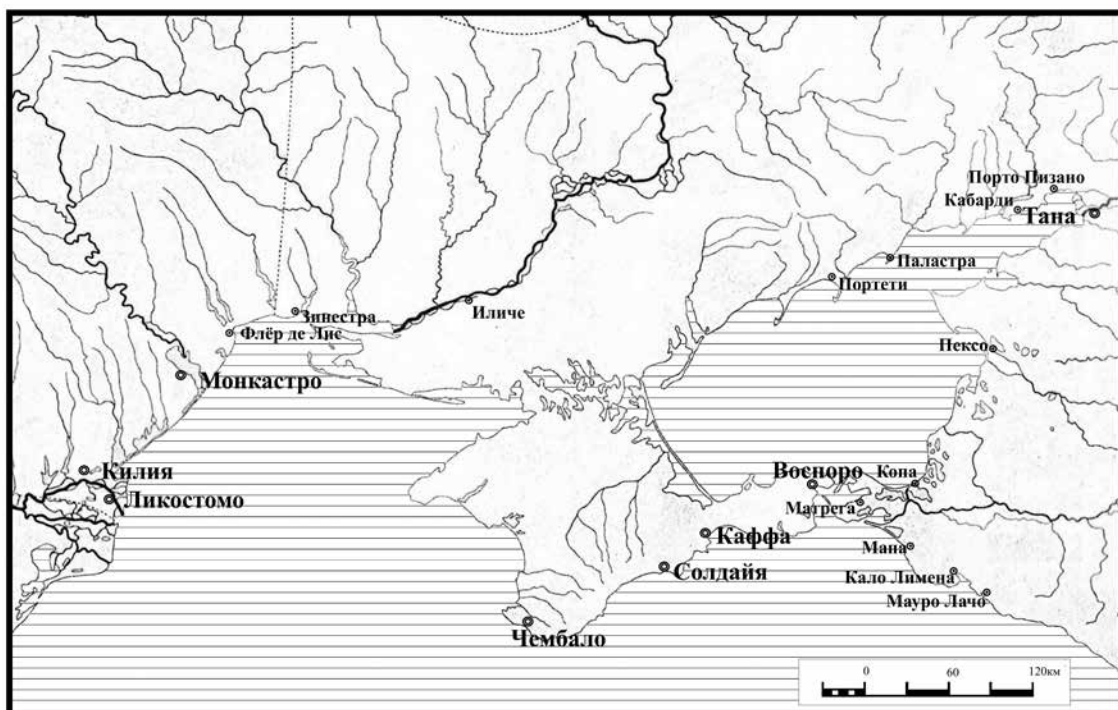 Порто Пизано
Кабарди
Тана
Паластра
Портети
Иличе
Зинестра
Флёр де Лис
Пексо
Монкастро
Килия
Ликостомо
Воспоро
Копа
Матрега
Каффа
Мапа
Солдайя
Кало Лимена
Мауро Лачо
Чембало
0 60 120км